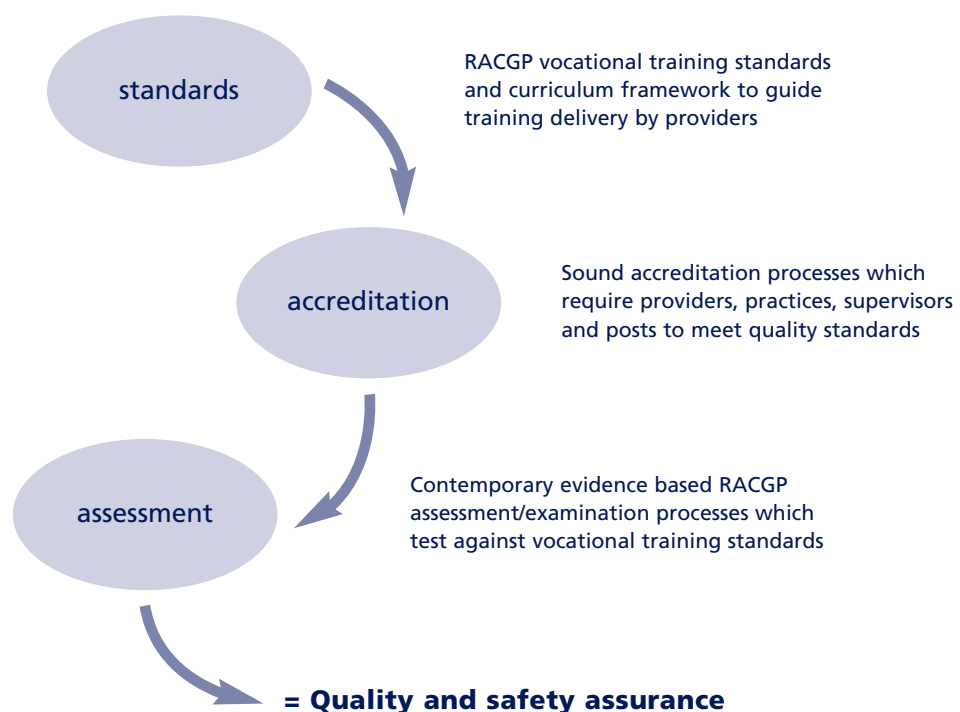 standards
RACGP vocational training standards
and curriculum framework to guide
training delivery by providers
accreditation
Sound accreditation processes which
require providers, practices, supervisors
and posts to meet quality standards
assessment
Contemporary evidence based RACGP
assessment/examination processes which
test against vocational training standards
= Quality and safety assurance